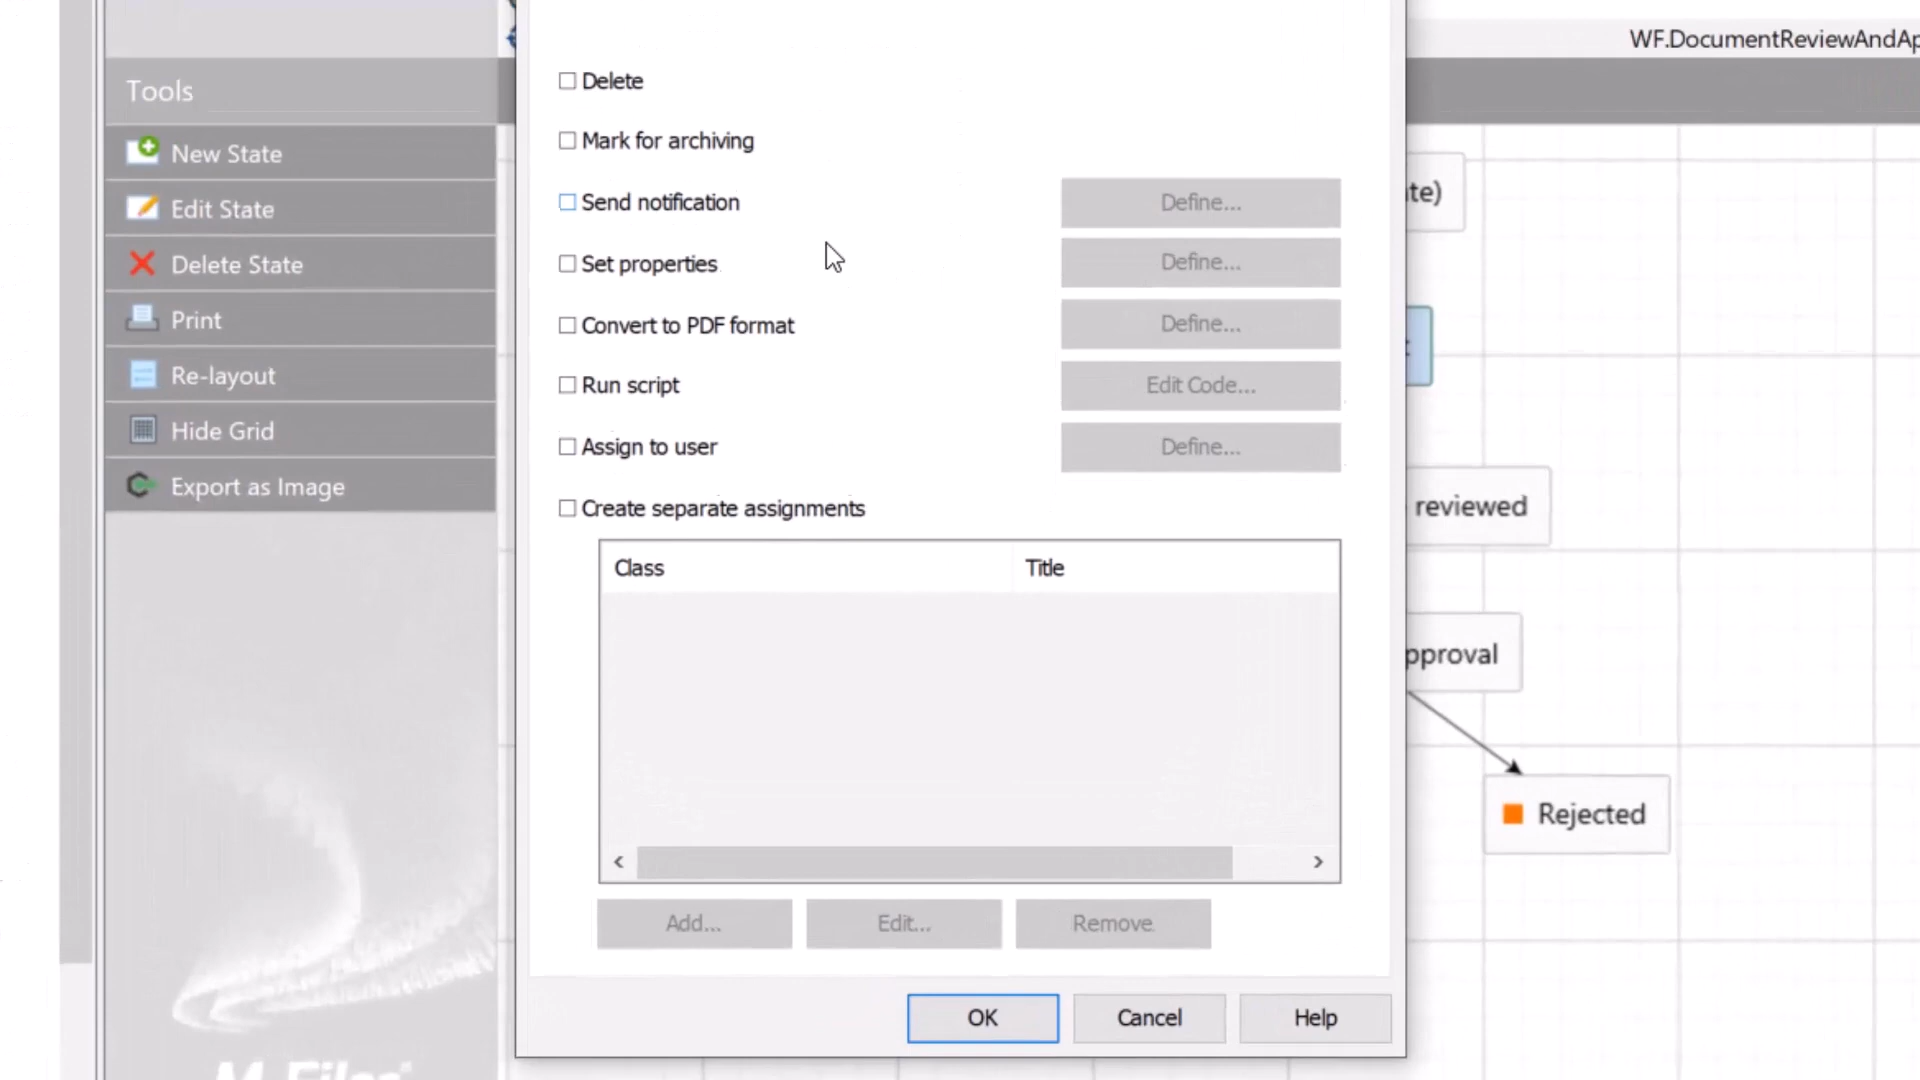 WF.DocumentReviewAndAp
Tools
New State
Edit State
Delete State
Print
Re-layout
Hide Grid
Export as Image
Delete
Mark for archiving
Send notification Define...
Set properties Define...
Convert to PDF format Define...
Run script Edit Code...
Assign to user Define...
Create separate assignments
Class Title
Add... Edit... Remove
OK Cancel Help
te)
reviewed
pproval
Rejected
M-Files